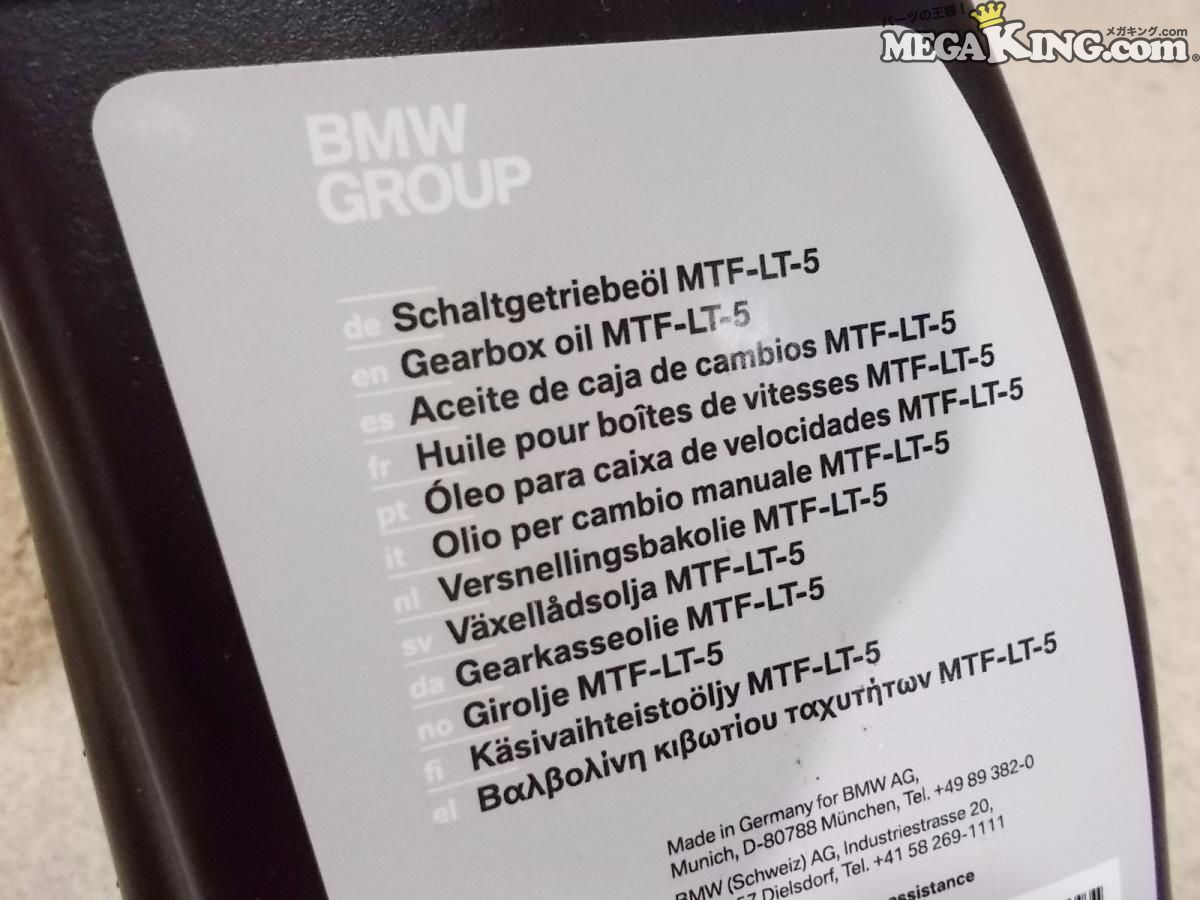 パーツの王様！
メガキング.com
MEGAKING.com®
BMW
GROUP
de Schaltgetriebeöl MTF-LT-5
en Gearbox oil MTF-LT-5
es Aceite de caja de cambios MTF-LT-5
fr Huile pour boîtes de vitesses MTF-LT-5
pt Óleo para caixa de velocidades MTF-LT-5
it Olio per cambio manuale MTF-LT-5
nl Versnellingsbakolie MTF-LT-5
sv Växellådsolja MTF-LT-5
da Gearkasseolie MTF-LT-5
no Girolje MTF-LT-5
fi Käsivaihteistoöljy MTF-LT-5
el Βαλβολίνη κιβωτίου ταχυτήτων MTF-LT-5
Made in Germany for BMW AG,
Munich, D-80788 München, Tel. +49 89 382-0
BMW (Schweiz) AG, Industriestrasse 20,
Dielsdorf, Tel. +41 58 269-1111